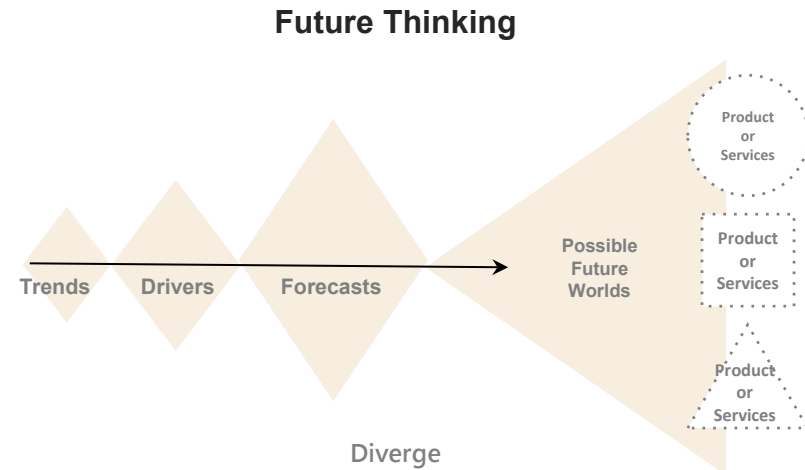 Future Thinking
Trends
Drivers
Forecasts
Possible
Future
Worlds
Product
or
Services
Product
or
Services
Product
or
Services
Diverge